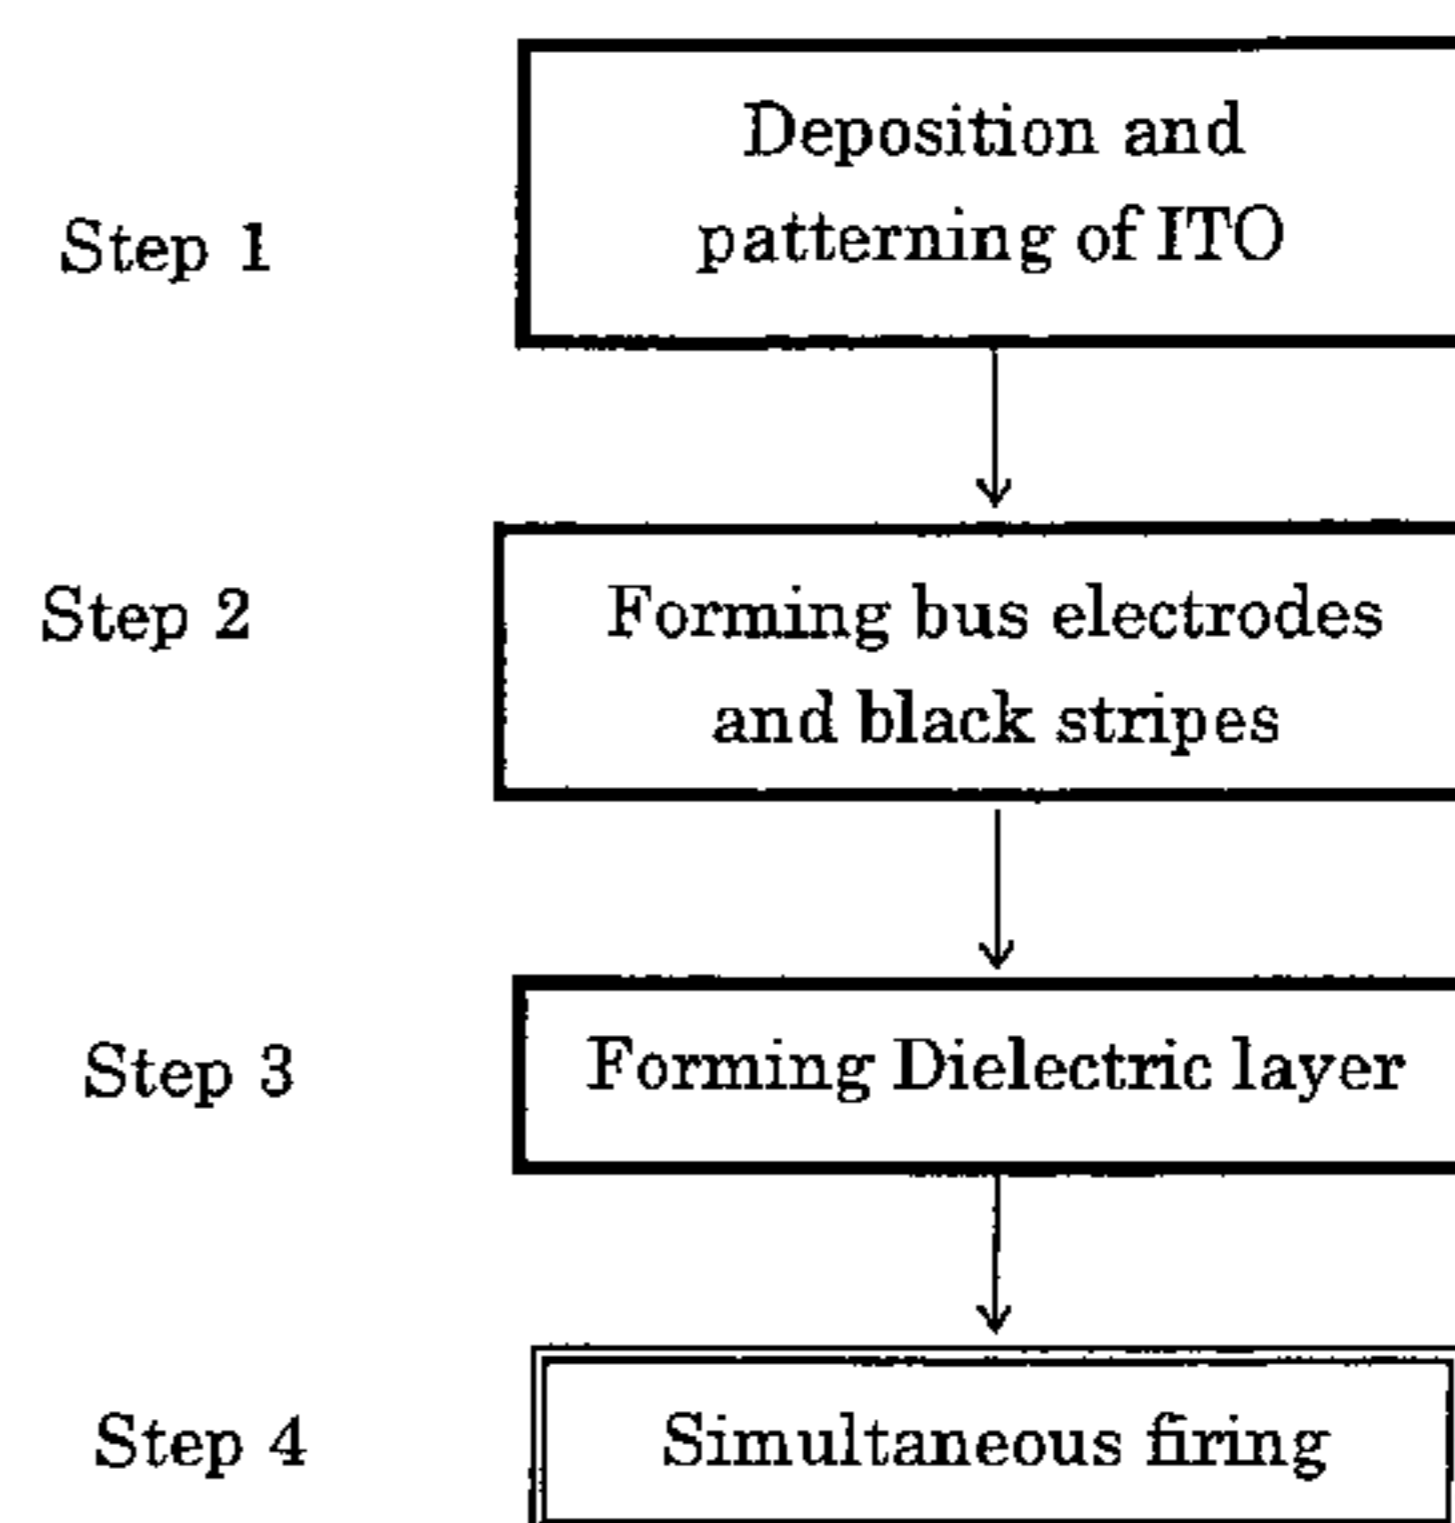 Step 1
Deposition and
patterning of ITO
Step 2
Forming bus electrodes
and black stripes
Step 3
Forming Dielectric layer
Step 4
Simultaneous firing